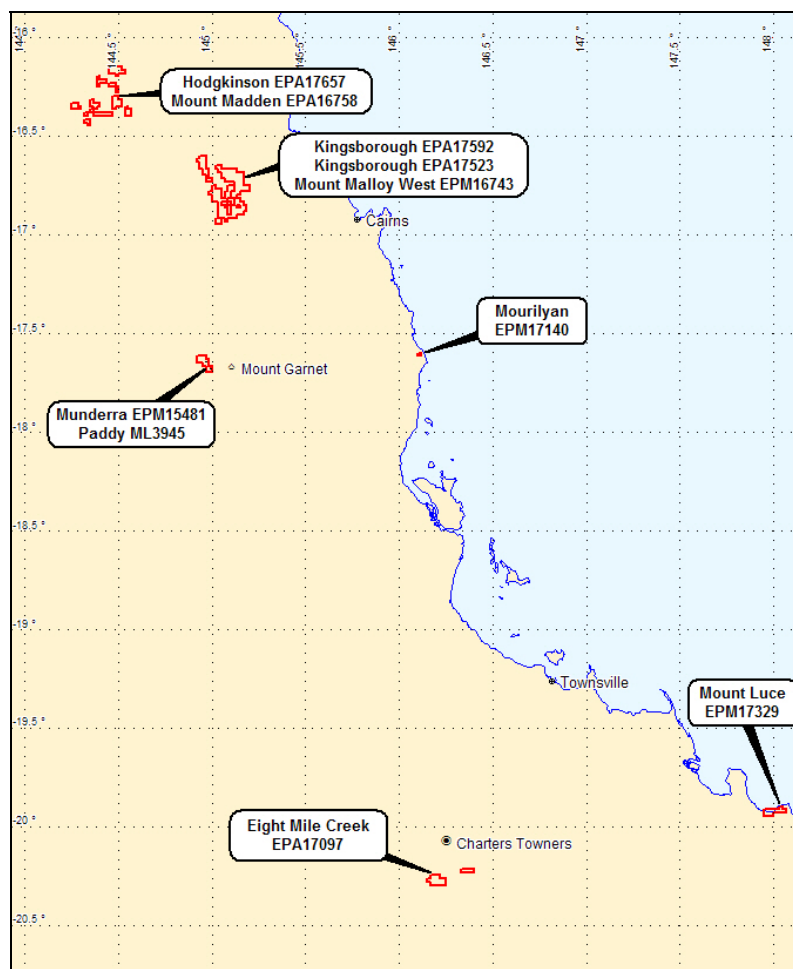 144
144.5
145
145.5
146
146.5
147
147.5
148
-16°
Hodgkinson EPA17657
Mount Madden EPA16758
-16.5 °
Kingsborough EPA17592
Kingsborough EPA17523
Mount Malloy West EPM16743
Cairns
-17 °
Mourilyan
EPM17140
-17.5 °
Mount Garnet
Munderra EPM15481
Paddy ML3945
-18 °
-18.5 °
-19 °
Townsville
Mount Luce
EPM17329
-19.5 °
Eight Mile Creek
EPA17097
-20 °
Charters Towners
-20.5 °